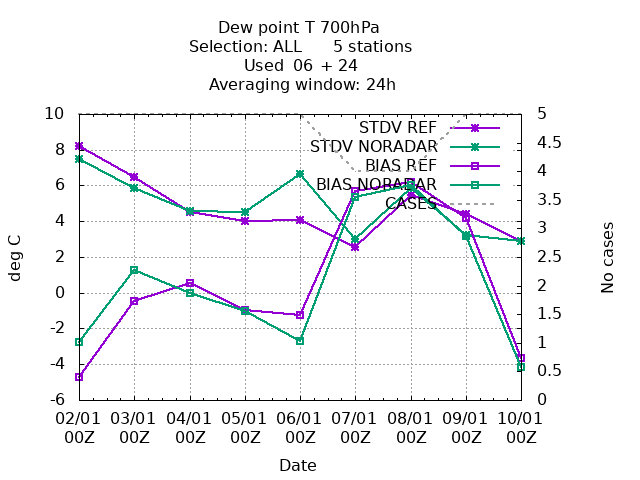 Dew point T 700hPa
Selection: ALL 5 stations
Used 06 + 24
Averaging window: 24h
STDV REF
STDV NORADAR
BIAS REF
BIAS NORADAR
CASES
10
8
6
4
2
0
-2
-4
-6
5
4.5
4
3.5
3
2.5
2
1.5
1
0.5
0
deg C
No cases
02/01 03/01 04/01 05/01 06/01 07/01 08/01 09/01 10/01
00Z 00Z 00Z 00Z 00Z 00Z 00Z 00Z 00Z
Date